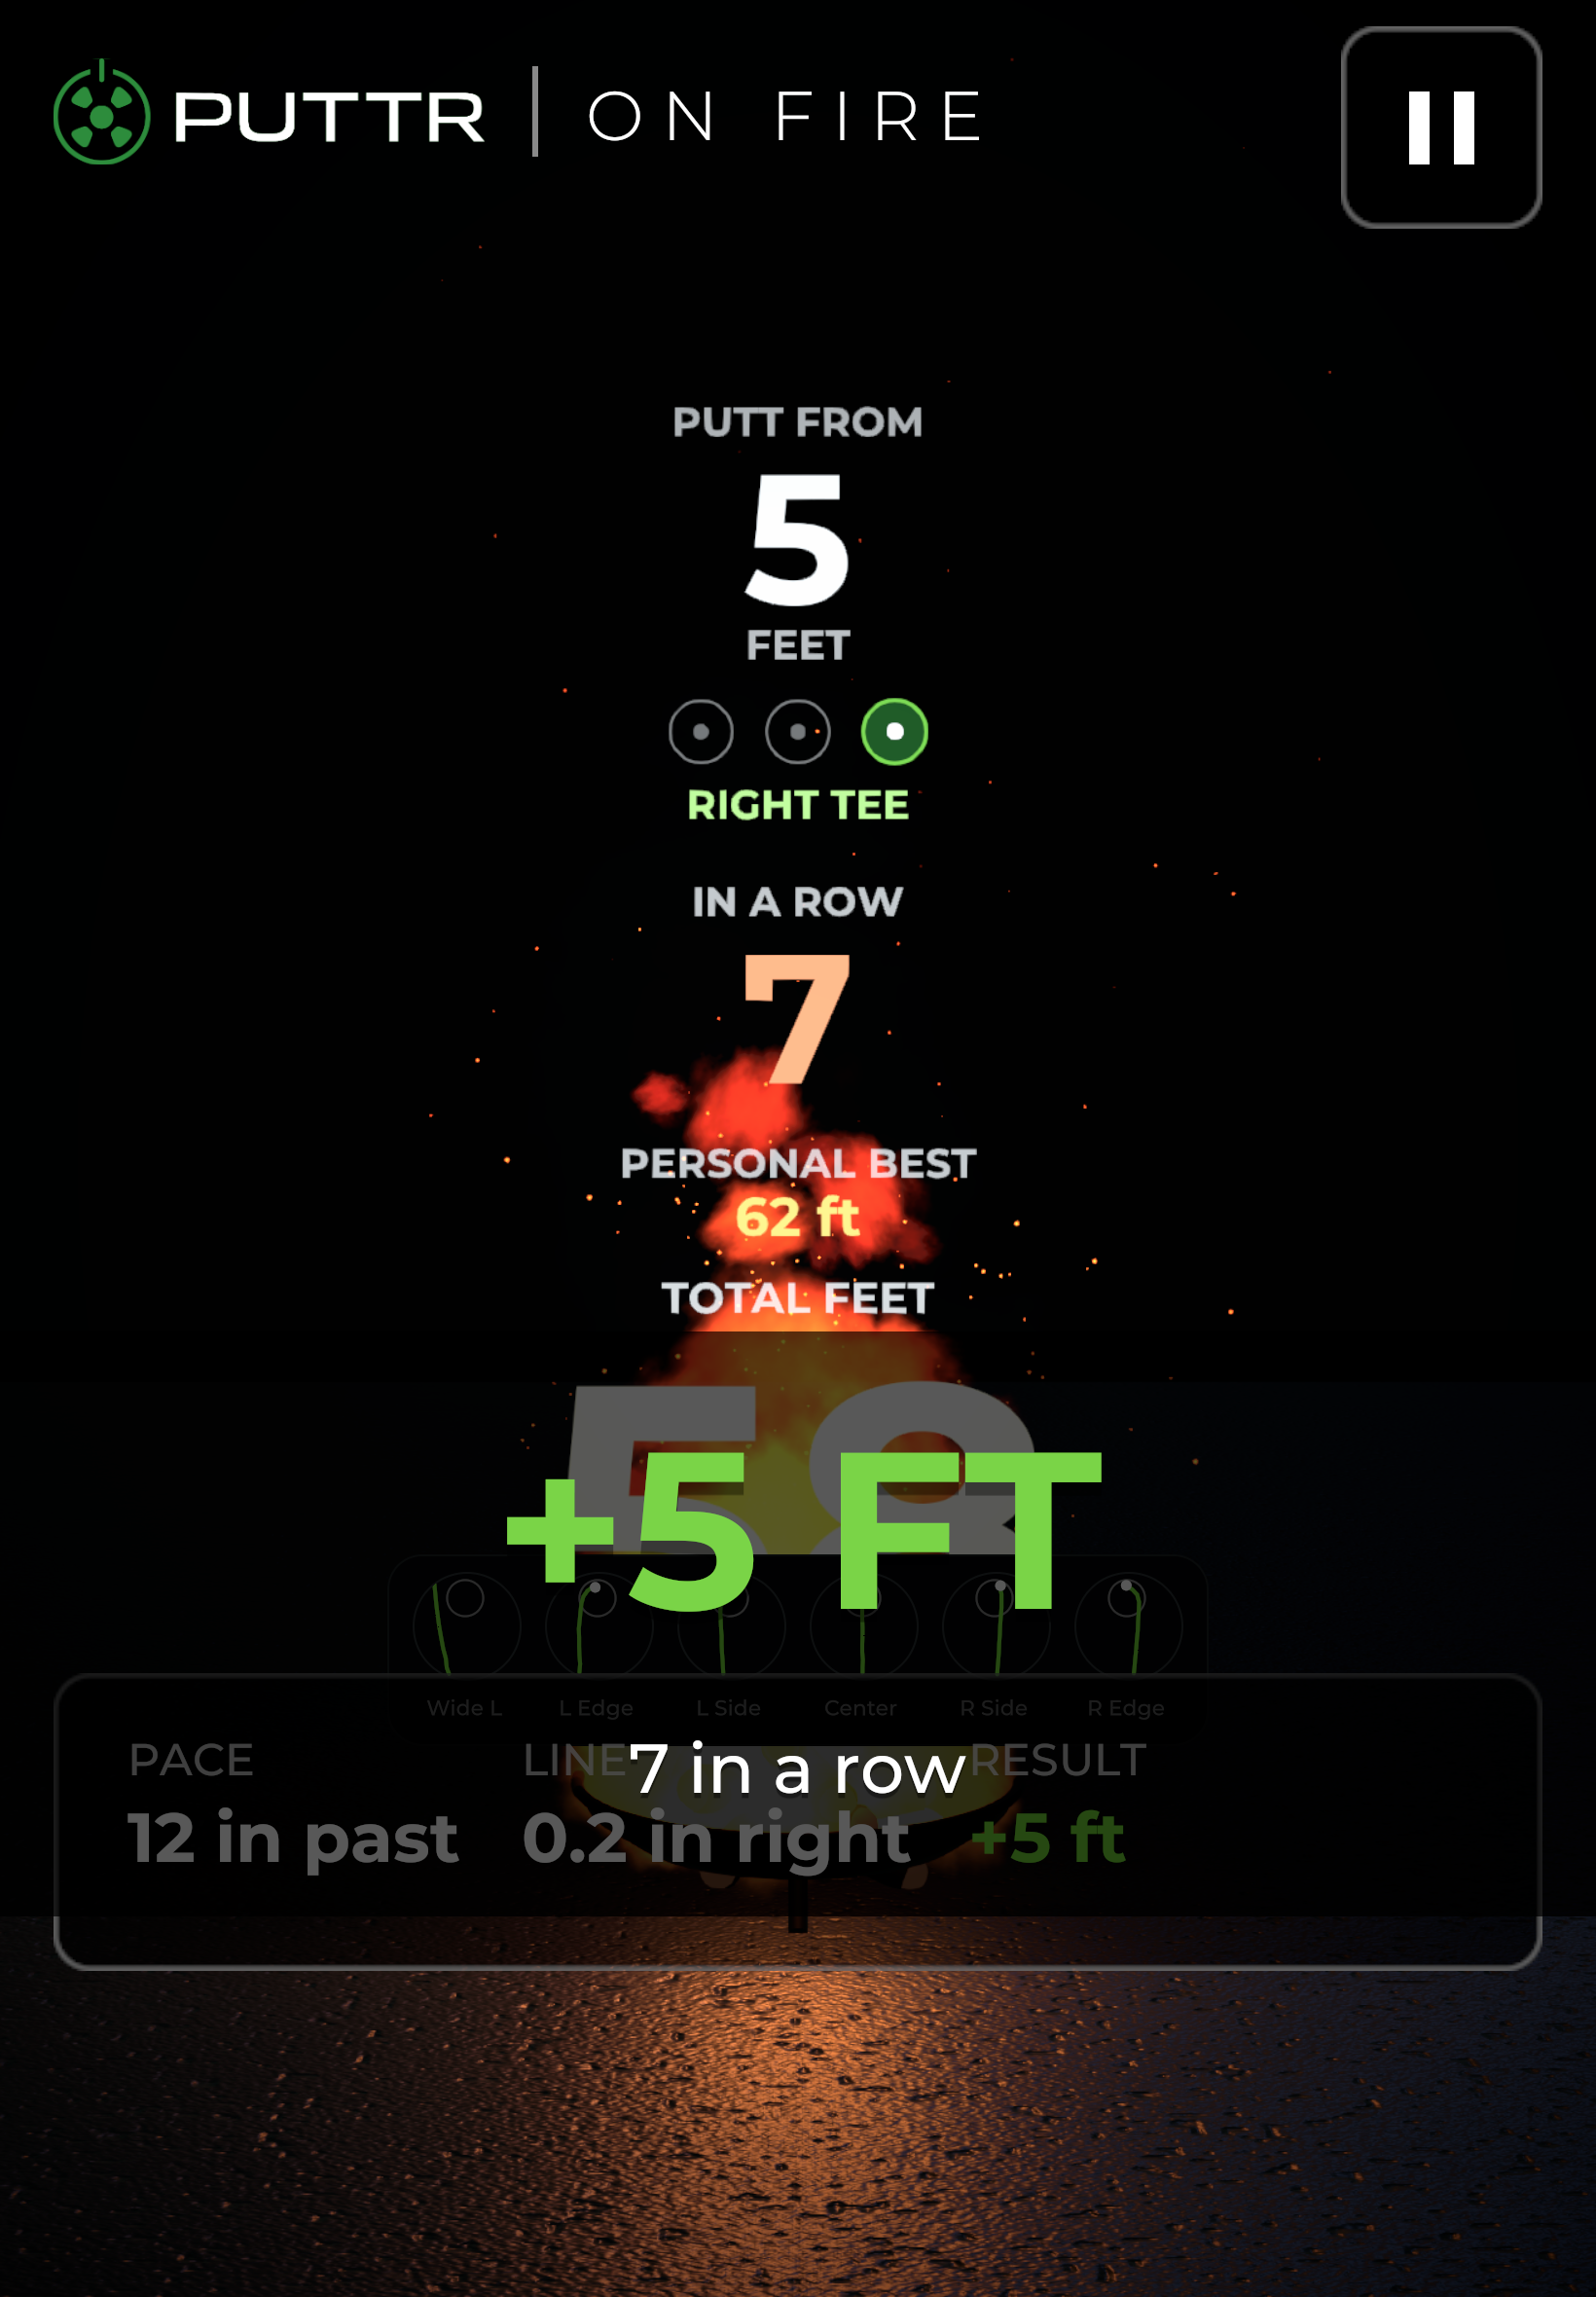 PUTTR | ON FIRE
PUTT FROM
5
FEET
RIGHT TEE
IN A ROW
7
PERSONAL BEST
62 ft
TOTAL FEET
58
+5 FT
Wide L L Edge L Side Center R Side R Edge
7 in a row
PACE LINE RESULT
12 in past 0.2 in right +5 ft